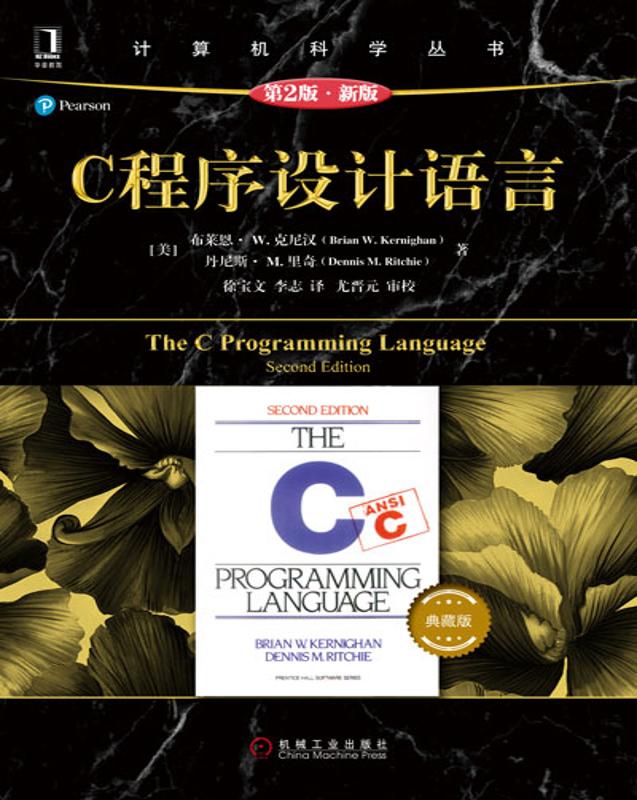 计算机科学丛书
华章教育
Pearson
第2版·新版
C程序设计语言
[美] 布莱恩·W. 克尼汉(Brian W. Kernighan) 著
丹尼斯·M. 里奇(Dennis M. Ritchie)
徐宝文 李志 译 尤晋元 审校
The C Programming Language
Second Edition
SECOND EDITION
THE
C
ANSI
C
PROGRAMMING
LANGUAGE
BRIAN W. KERNIGHAN
DENNIS M. RITCHIE
PRENTICE HALL SOFTWARE SERIES
典藏版
机械工业出版社
China Machine Press